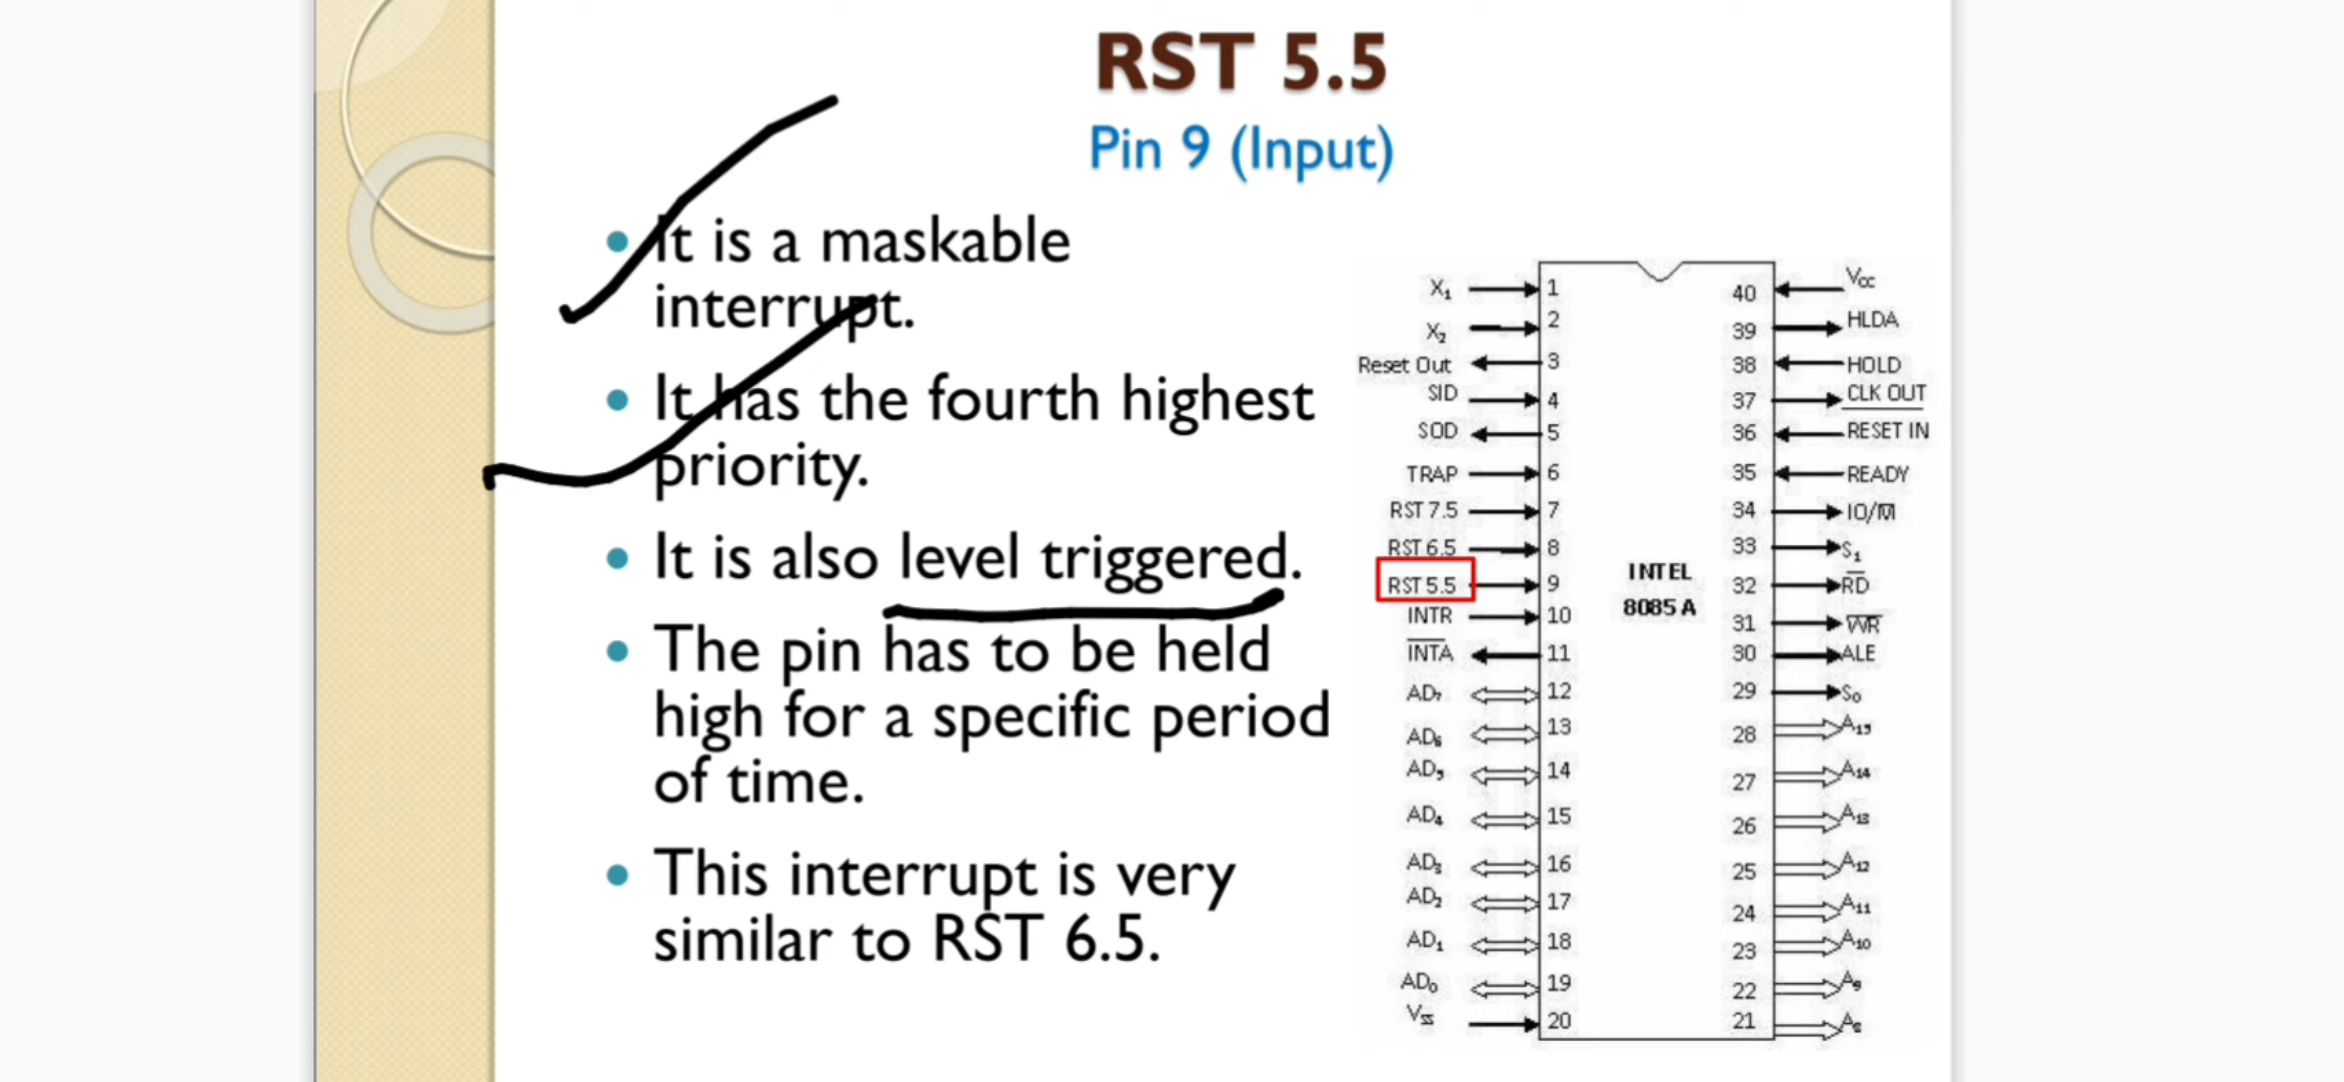 RST 5.5
Pin 9 (Input)
• It is a maskable
interrupt.
• It has the fourth highest
priority.
• It is also level triggered.
• The pin has to be held
high for a specific period
of time.
• This interrupt is very
similar to RST 6.5.
X₁ 1
X₂ 2
Reset Out 3
SID 4
SOD 5
TRAP 6
RST 7.5 7
RST 6.5 8
RST 5.5 9
INTR 10
I̅N̅T̅A̅ 11
AD₇ 12
AD₆ 13
AD₅ 14
AD₄ 15
AD₃ 16
AD₂ 17
AD₁ 18
AD₀ 19
Vss 20
INTEL
8085 A
40 Vcc
39 HLDA
38 HOLD
37 CLK OUT
36 R̅E̅S̅E̅T̅ I̅N̅
35 READY
34 IO/M̅
33 S₁
32 R̅D̅
31 W̅R̅
30 ALE
29 S₀
28 A₁₅
27 A₁₄
26 A₁₃
25 A₁₂
24 A₁₁
23 A₁₀
22 A₉
21 A₈